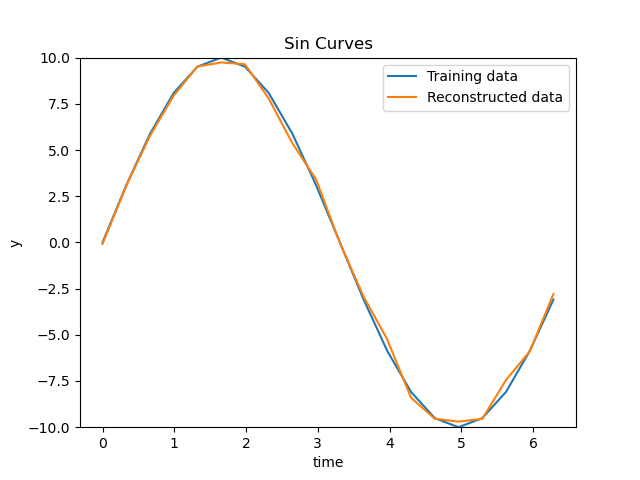 Sin Curves
Training data
Reconstructed data
10.0
7.5
5.0
2.5
0.0
−2.5
−5.0
−7.5
−10.0
y
0 1 2 3 4 5 6
time